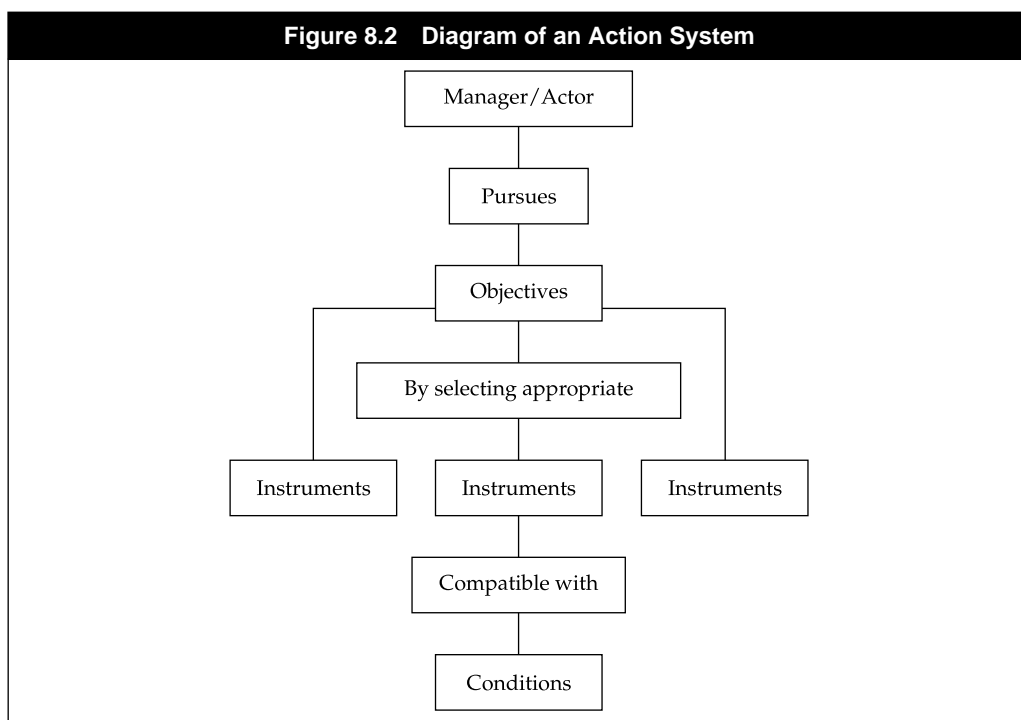 Figure 8.2 Diagram of an Action System
Manager/Actor
Pursues
Objectives
By selecting appropriate
Instruments
Instruments
Instruments
Compatible with
Conditions